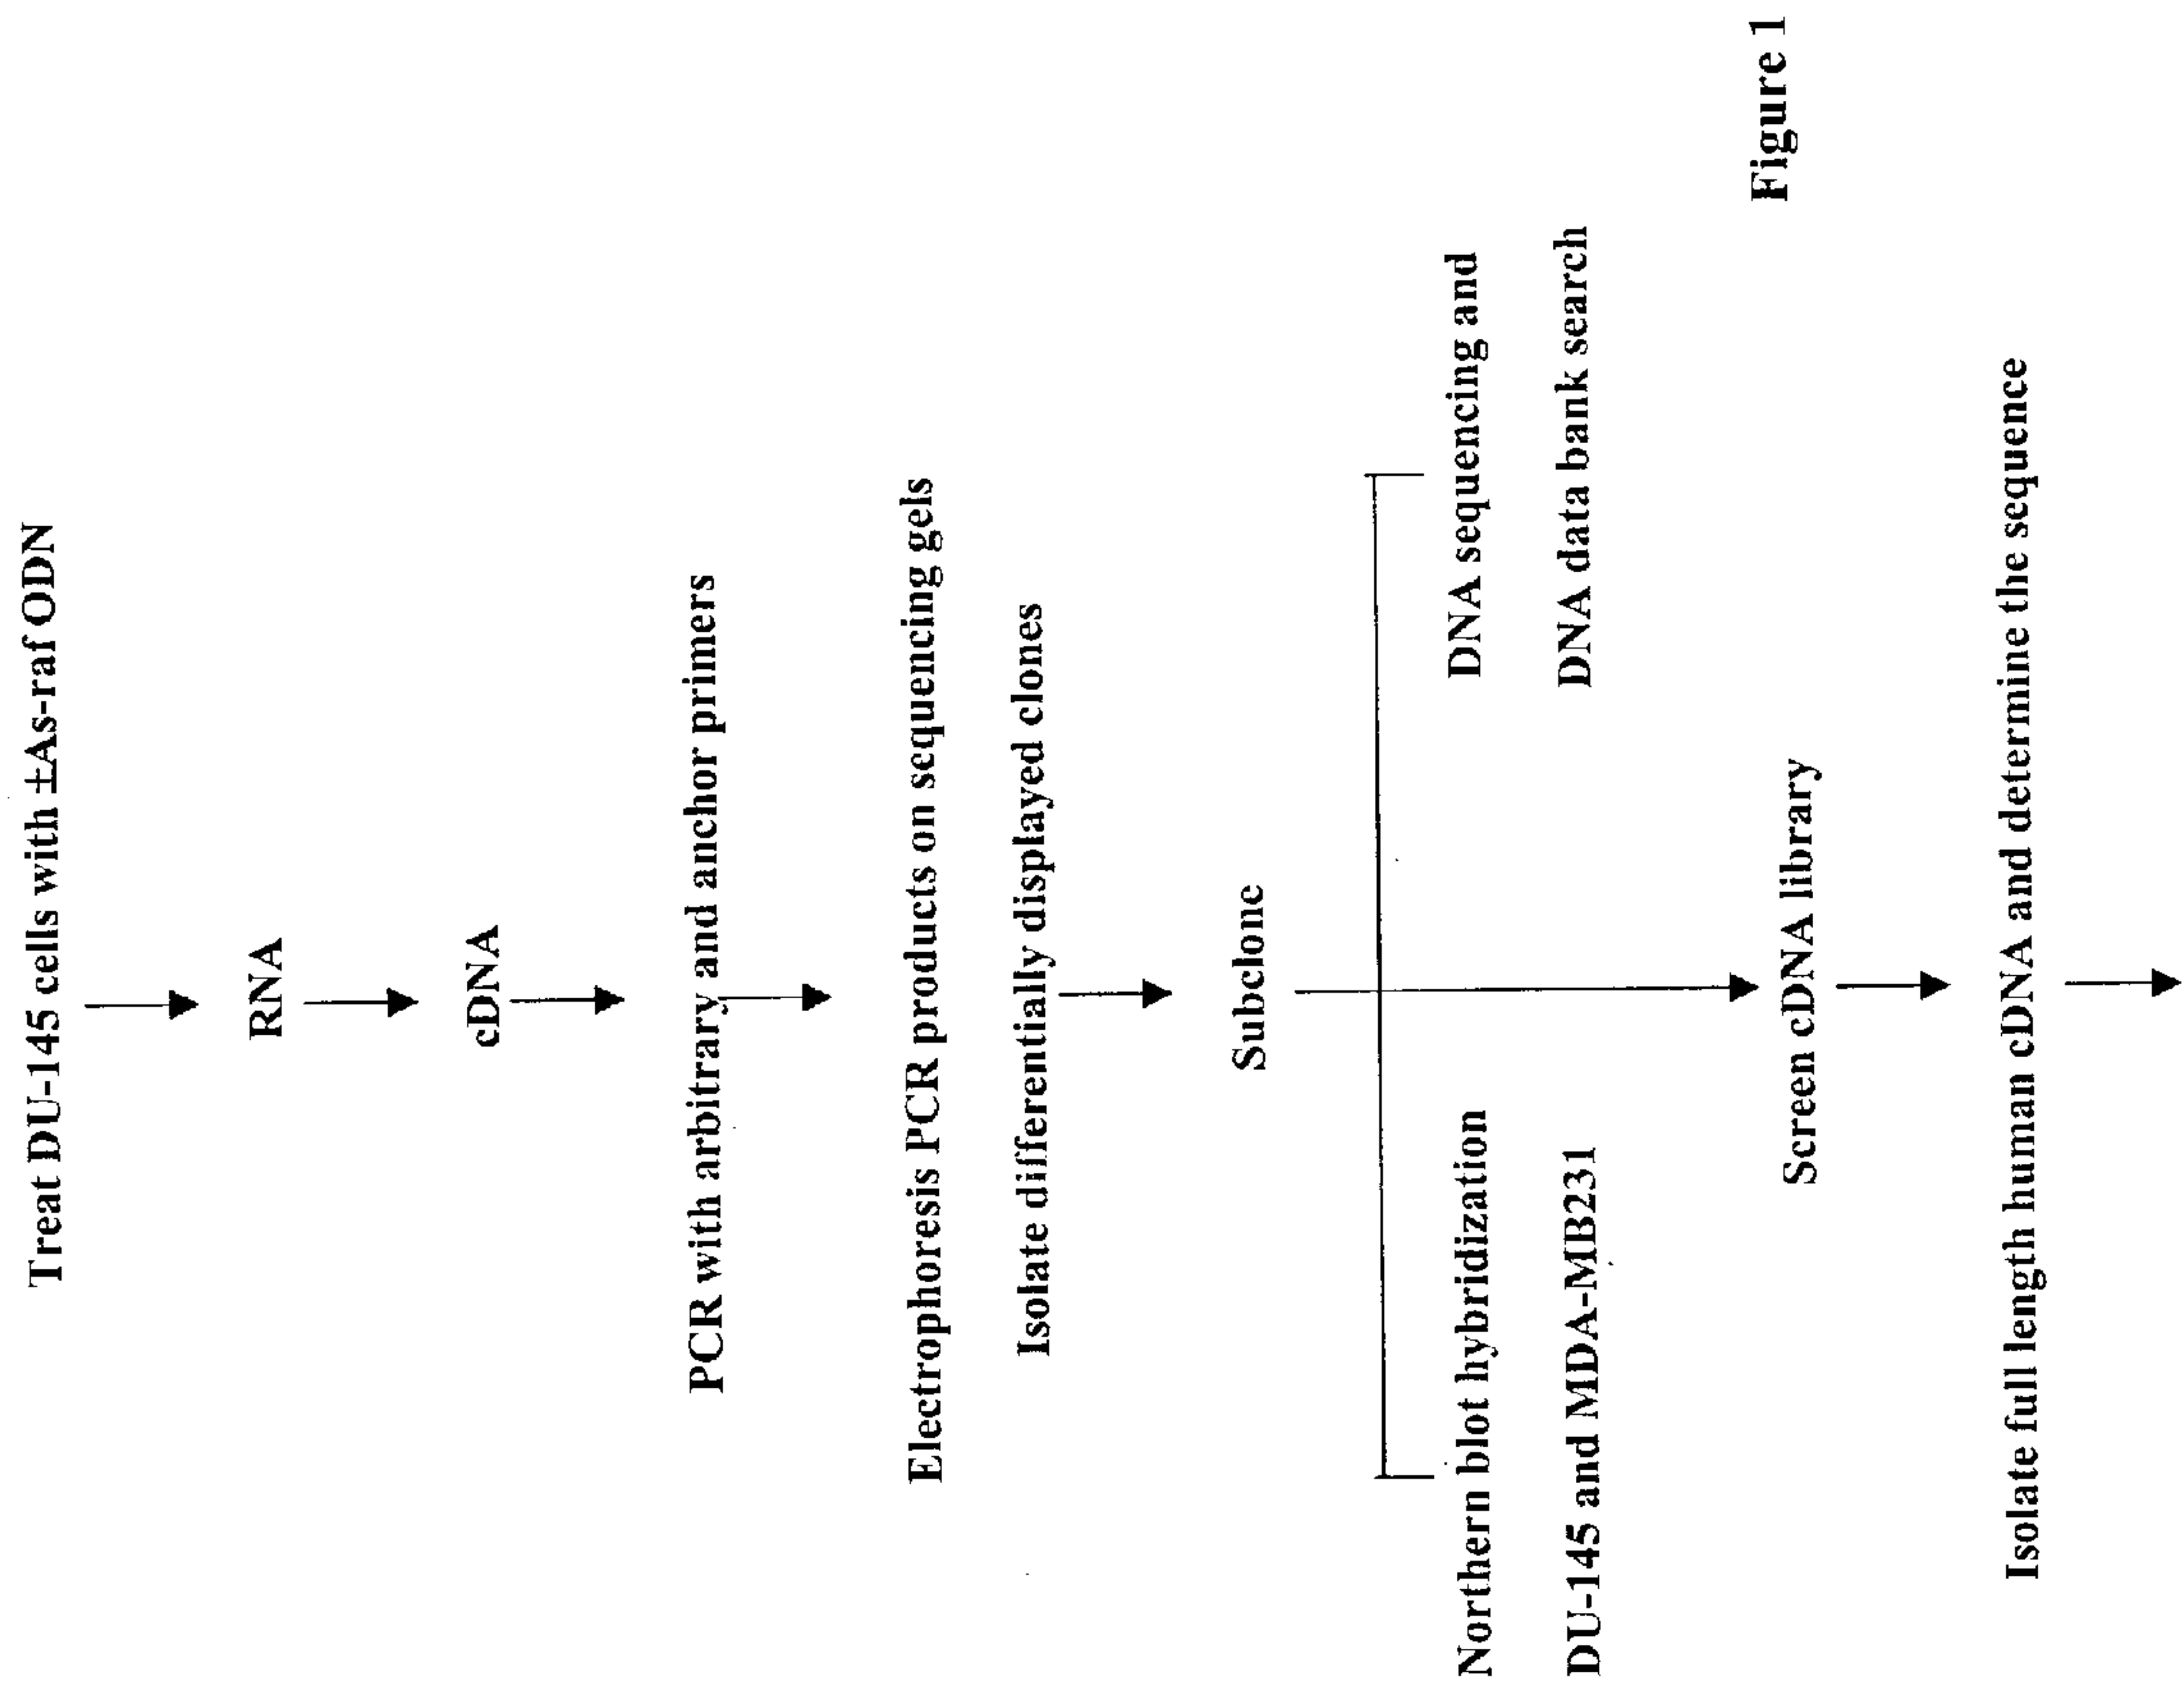 Treat DU-145 cells with ±As-raf ODN
RNA
cDNA
PCR with arbitrary and anchor primers
Electrophoresis PCR products on sequencing gels
Isolate differentially displayed clones
Subclone
Northern blot hybridization
DU-145 and MDA-MB231
DNA sequencing and
DNA data bank search
Screen cDNA library
Isolate full length human cDNA and determine the sequence
Figure 1